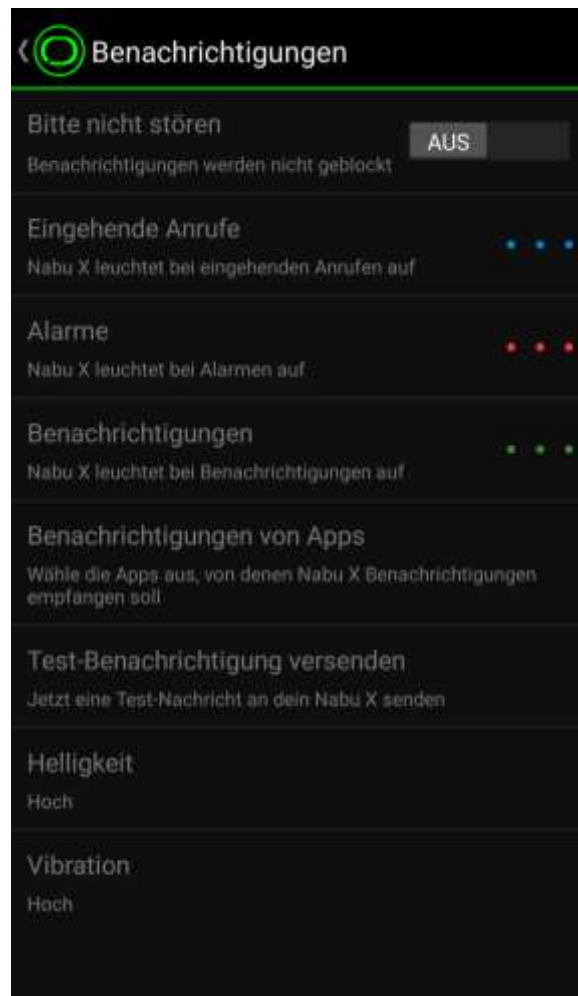 Benachrichtigungen
Bitte nicht stören
AUS
Benachrichtigungen werden nicht geblockt
Eingehende Anrufe
Nabu X leuchtet bei eingehenden Anrufen auf
Alarme
Nabu X leuchtet bei Alarmen auf
Benachrichtigungen
Nabu X leuchtet bei Benachrichtigungen auf
Benachrichtigungen von Apps
Wähle die Apps aus, von denen Nabu X Benachrichtigungen
empfangen soll
Test-Benachrichtigung versenden
Jetzt eine Test-Nachricht an dein Nabu X senden
Helligkeit
Hoch
Vibration
Hoch